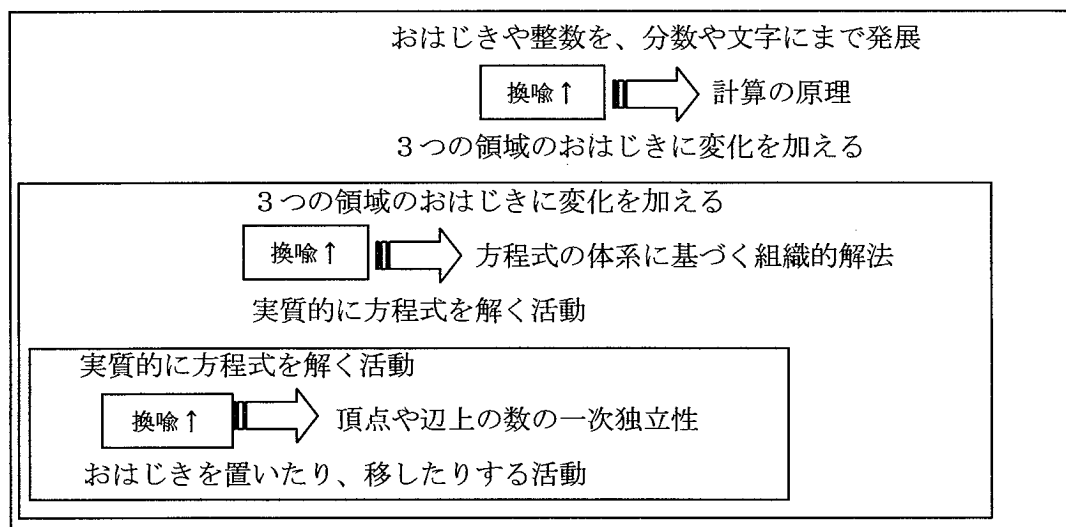 おはじきや整数を、分数や文字にまで発展
換喩↑
計算の原理
3つの領域のおはじきに変化を加える
3つの領域のおはじきに変化を加える
換喩↑
方程式の体系に基づく組織的解法
実質的に方程式を解く活動
実質的に方程式を解く活動
換喩↑
頂点や辺上の数の一次独立性
おはじきを置いたり、移したりする活動